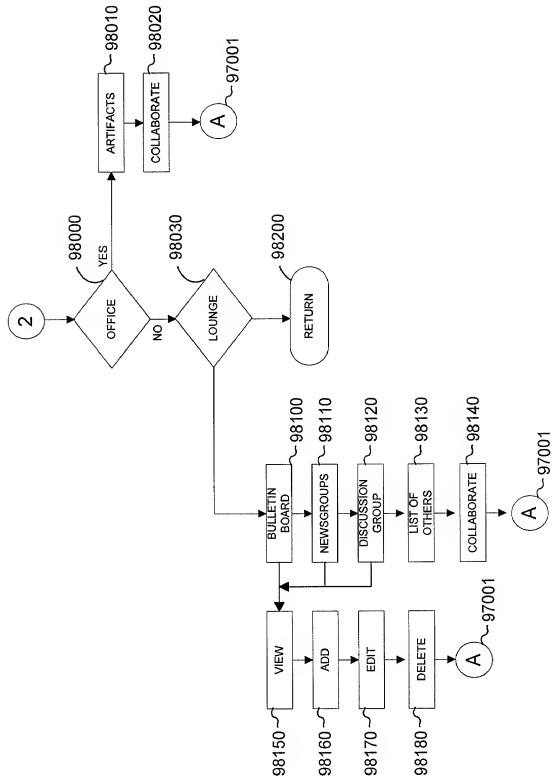 2
98000
OFFICE
YES
NO
98010
ARTIFACTS
98020
COLLABORATE
A
97001
98030
LOUNGE
98200
RETURN
98100
BULLETIN
BOARD
98110
NEWSGROUPS
98120
DISCUSSION
GROUP
98130
LIST OF
OTHERS
98140
COLLABORATE
A
97001
98150
VIEW
98160
ADD
98170
EDIT
98180
DELETE
A
97001